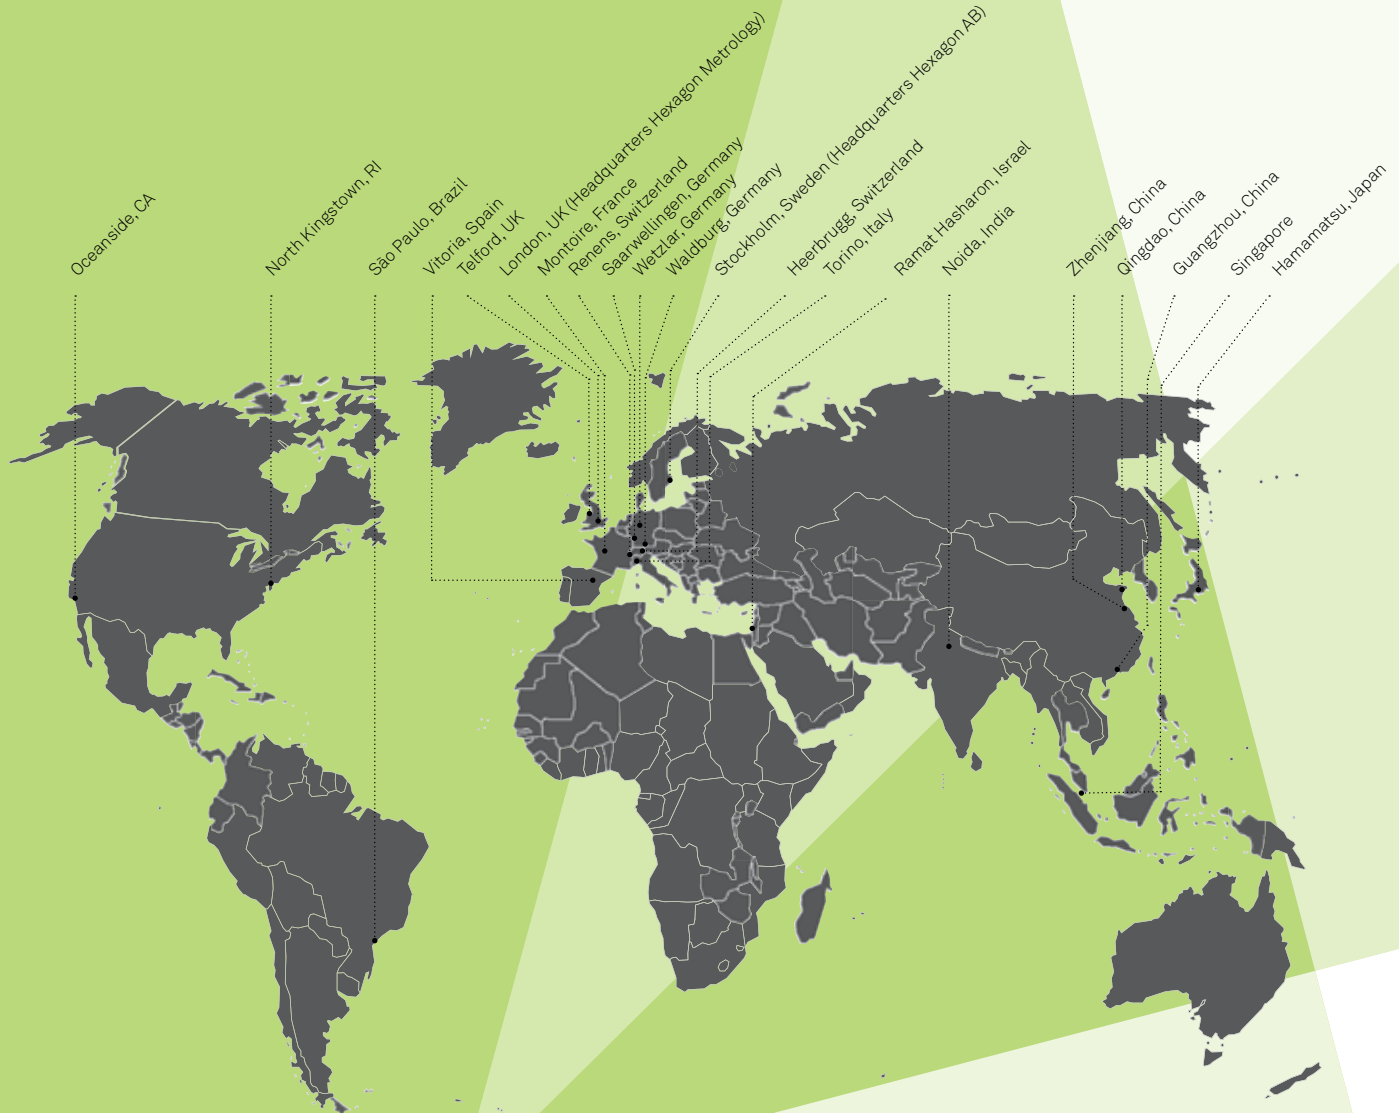 Oceanside, CA
North Kingstown, RI
São Paulo, Brazil
Vitoria, Spain
Telford, UK
London, UK (Headquarters Hexagon Metrology)
Montoire, France
Renens, Switzerland
Saarwellingen, Germany
Wetzlar, Germany
Waldburg, Germany
Stockholm, Sweden (Headquarters Hexagon AB)
Heerbrugg, Switzerland
Torino, Italy
Ramat Hasharon, Israel
Noida, India
Zhenjiang, China
Qingdao, China
Guangzhou, China
Singapore
Hamamatsu, Japan